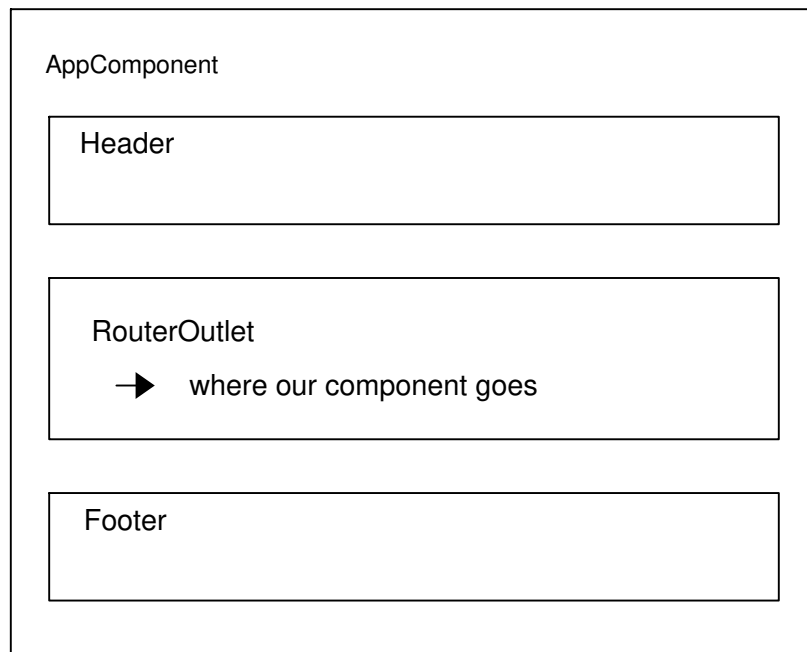 AppComponent
Header
RouterOutlet
where our component goes
Footer